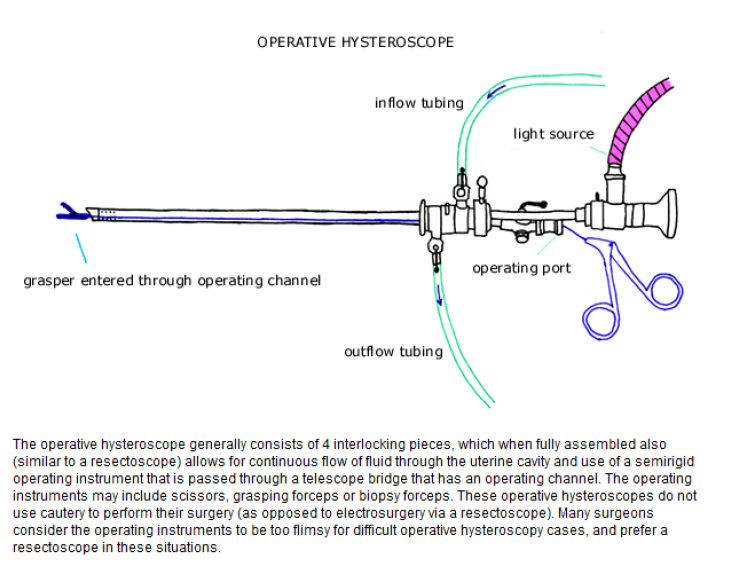 OPERATIVE HYSTEROSCOPE
inflow tubing
light source
operating port
grasper entered through operating channel
outflow tubing
The operative hysteroscope generally consists of 4 interlocking pieces, which when fully assembled also
(similar to a resectoscope) allows for continuous flow of fluid through the uterine cavity and use of a semirigid
operating instrument that is passed through a telescope bridge that has an operating channel. The operating
instruments may include scissors, grasping forceps or biopsy forceps. These operative hysteroscopes do not
use cautery to perform their surgery (as opposed to electrosurgery via a resectoscope). Many surgeons
consider the operating instruments to be too flimsy for difficult operative hysteroscopy cases, and prefer a
resectoscope in these situations.